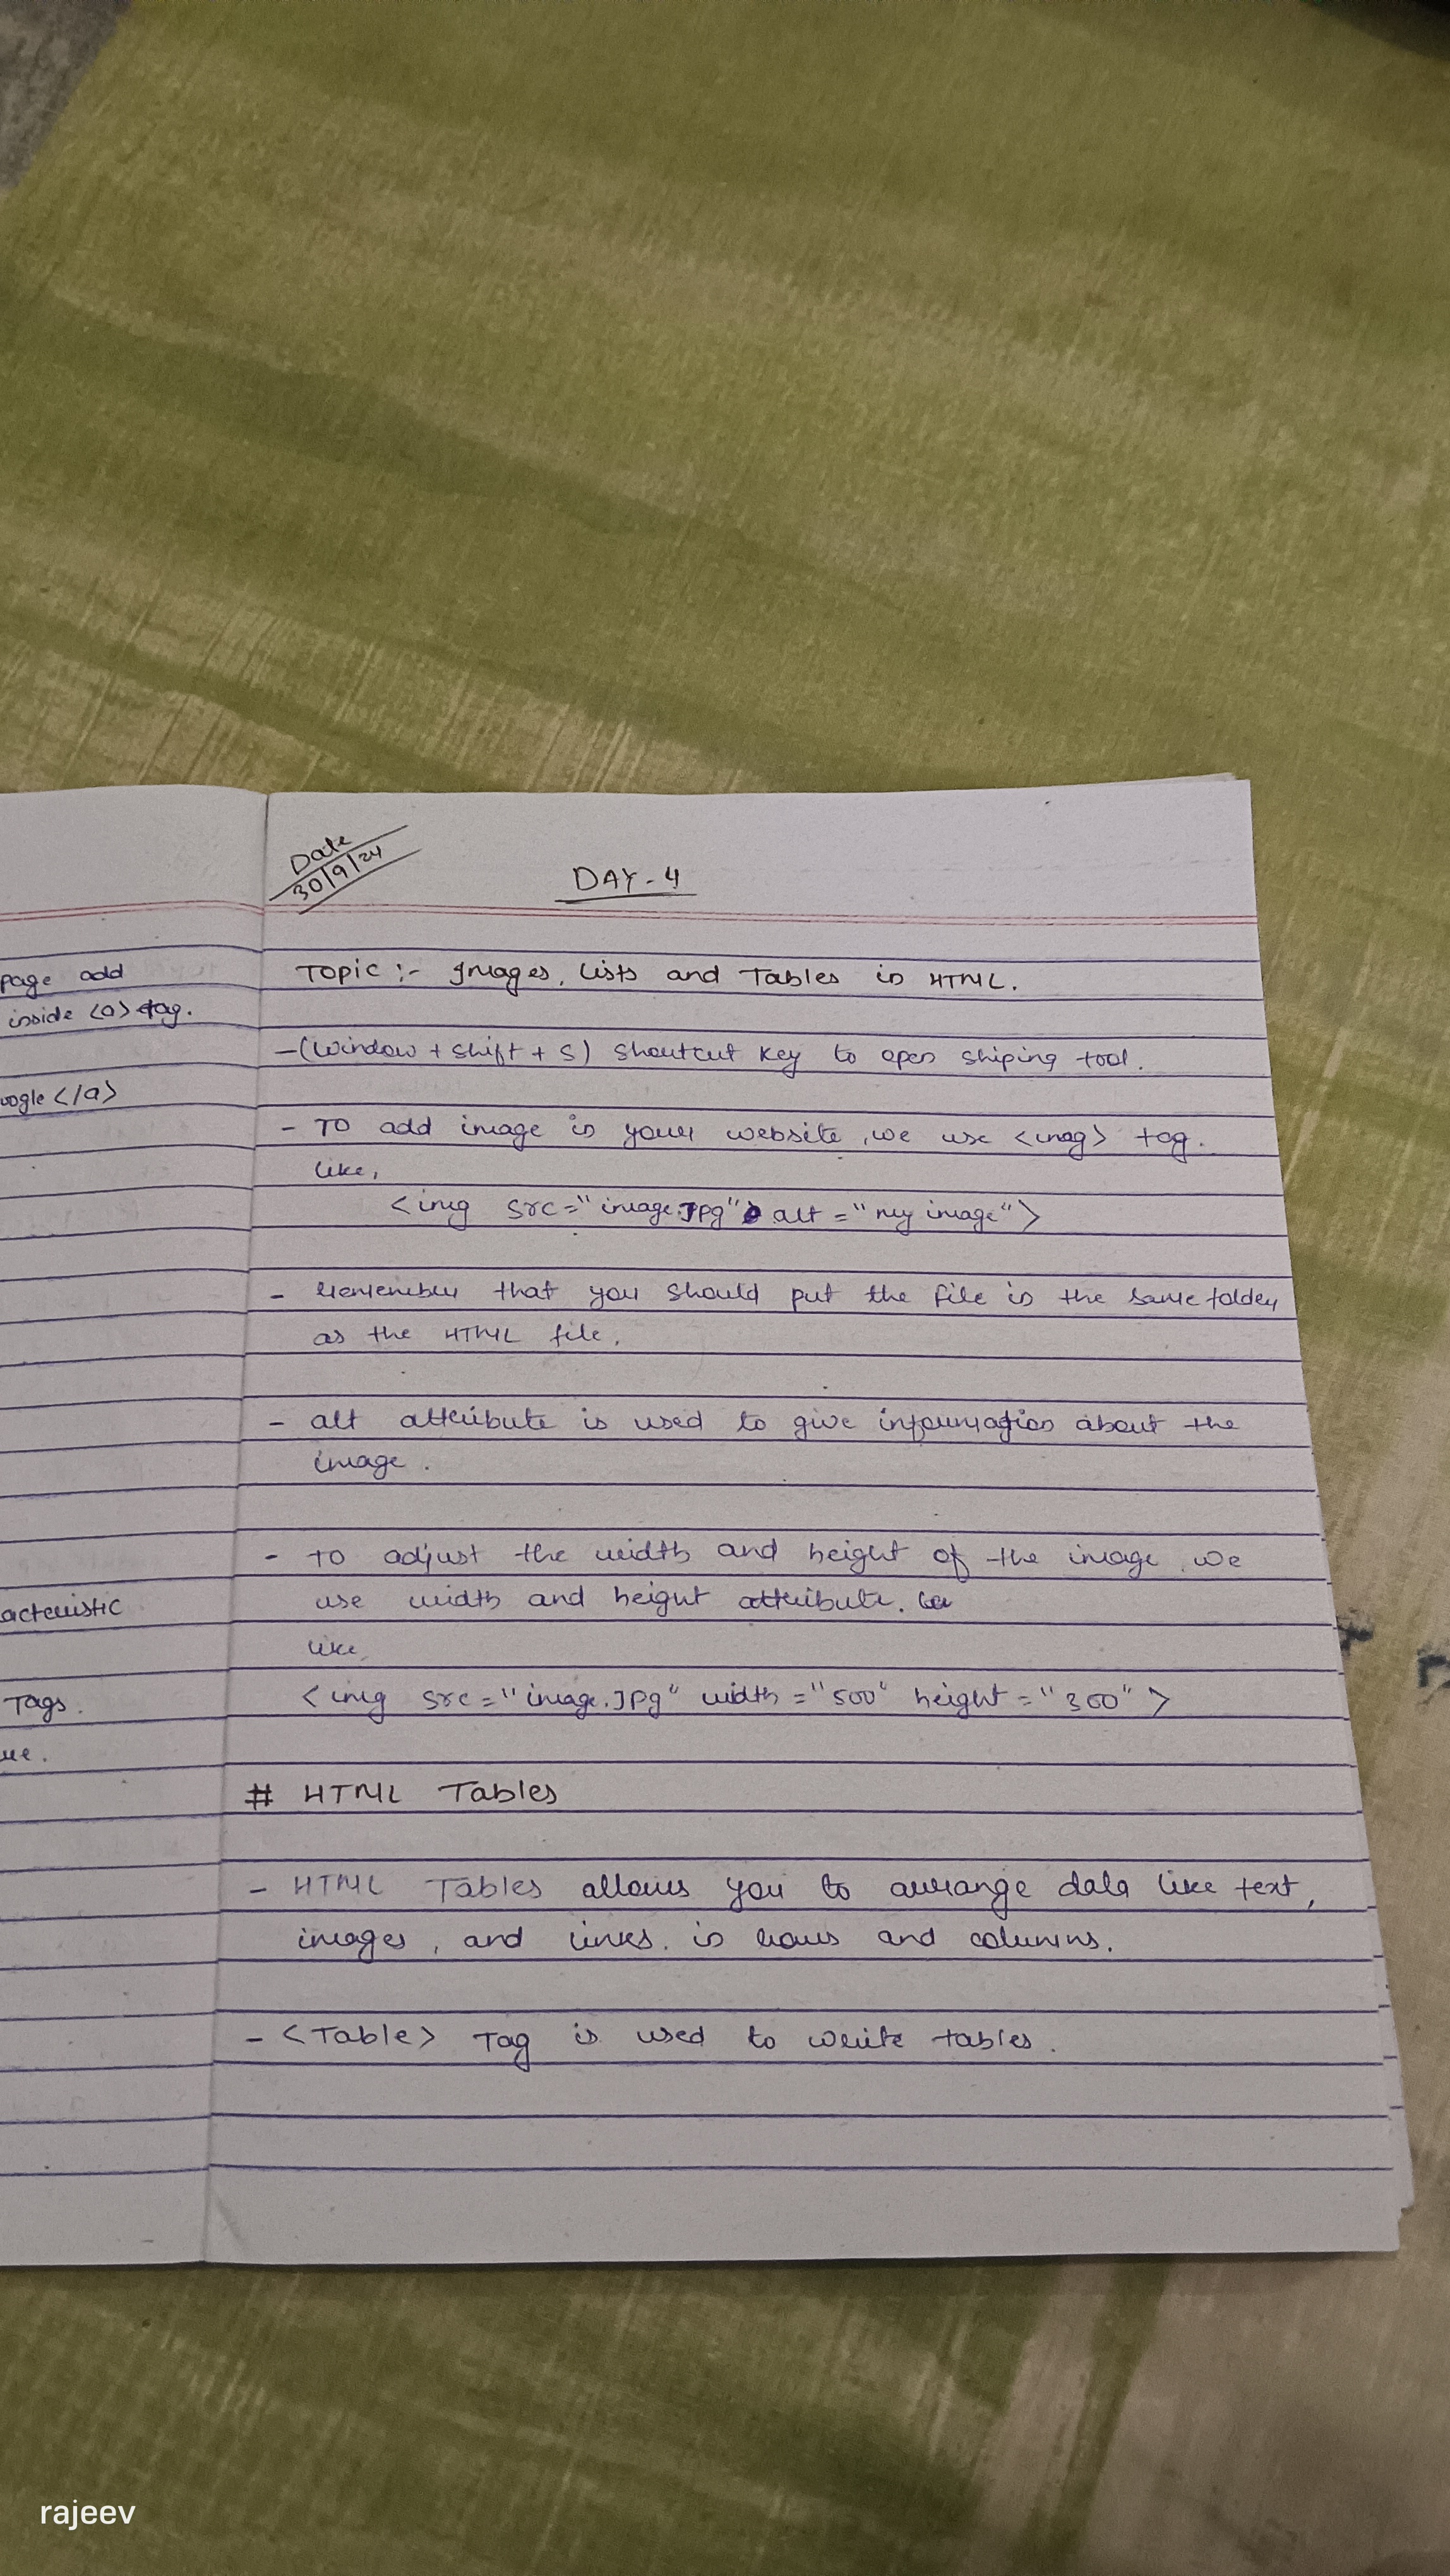 page add
inside <a> tag.
oogle </a>
acteristic
Tags.
ue.
Date
30/9/24
DAY - 4
Topic :- Images, Lists and Tables in HTML.
- (Window + Shift + S) shortcut key to open shiping tool.
- To add image in your website, we use <imag> tag.
like,
<img src="image.Jpg" alt="my image">
- Remember that you should put the file in the same folder
as the HTML file.
- alt attribute is used to give information about the
image.
- To adjust the width and height of the image, we
use width and height attribute.
like
<img src="image.Jpg" width="500" height="300">
# HTML Tables
- HTML Tables allows you to arrange data like text,
images, and links. in rows and columns.
- <Table> Tag is used to write tables.
rajeev